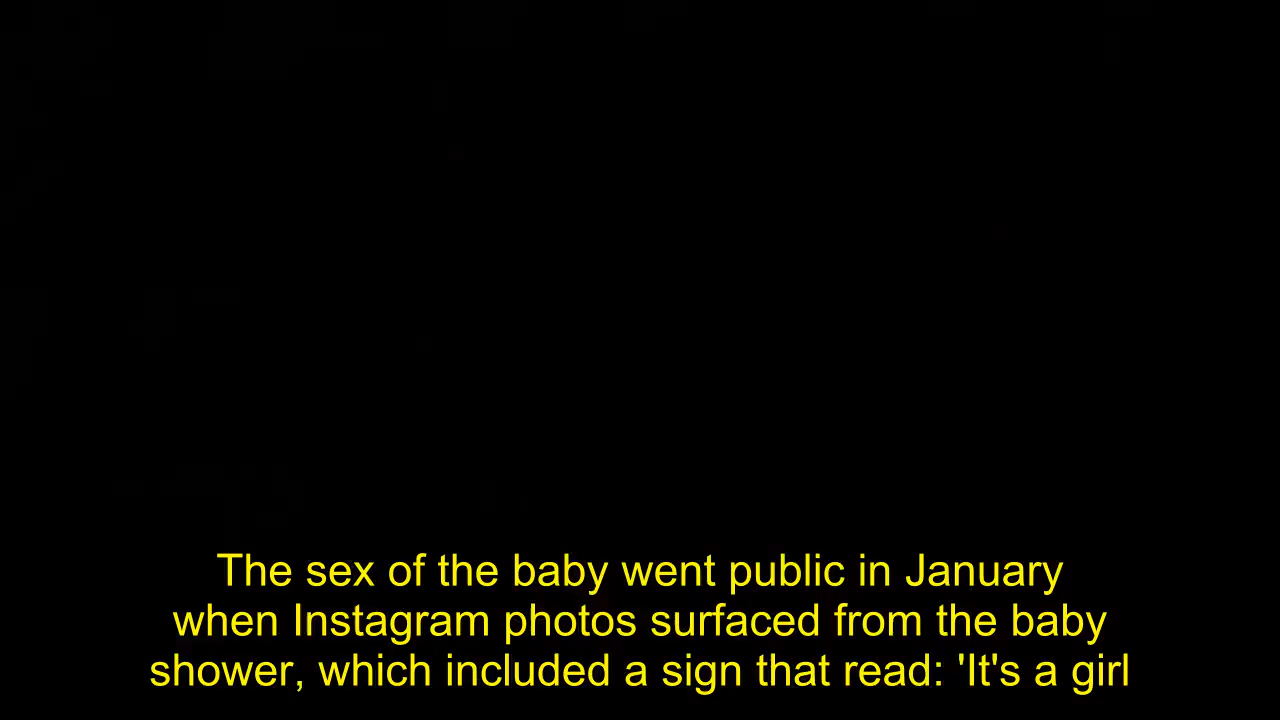 The sex of the baby went public in January
when Instagram photos surfaced from the baby
shower, which included a sign that read: 'It's a girl